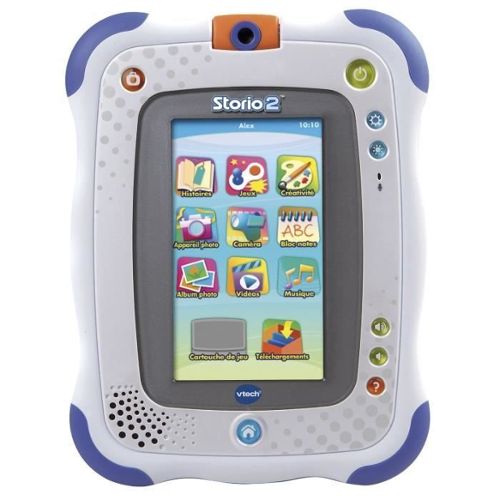 Storio 2™
Alex 10:10
Histoires Jeux Créativité
Appareil photo Caméra Bloc-notes
ABC
Album photo Vidéos Musique
Cartouche de jeu Téléchargements
vtech
?